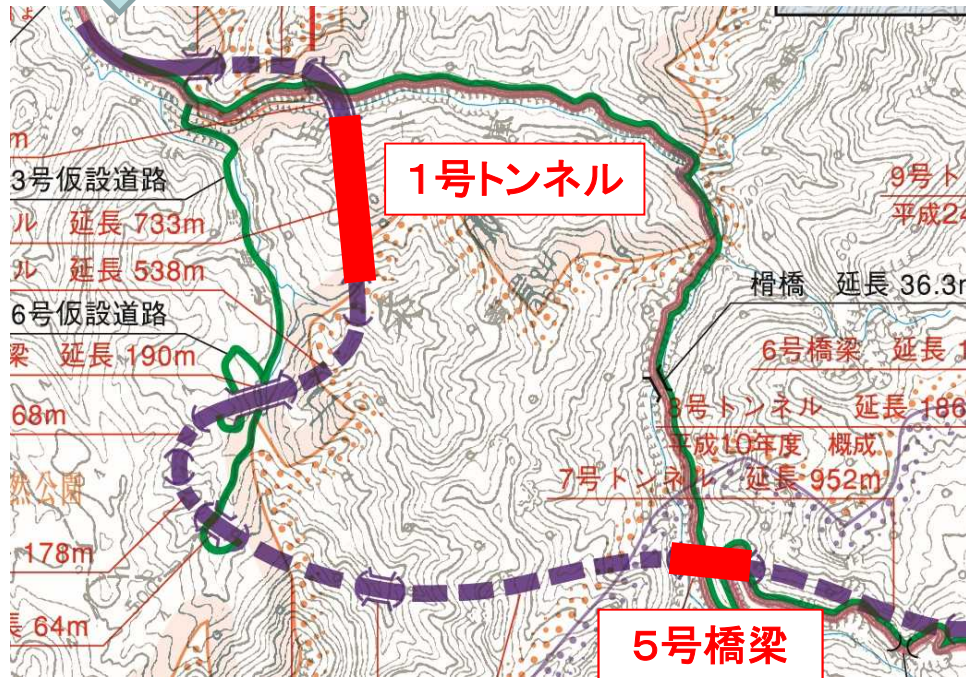 m
3号仮設道路
ル 延長 733m
ル 延長 538m
6号仮設道路
梁 延長 190m
68m
然公園
178m
長 64m
1号トンネル
9号ト
平成24
榾橋 延長 36.3m
6号橋梁 延長 1
8号トンネル 延長 186
平成10年度 概成
7号トンネル 延長 952m
5号橋梁